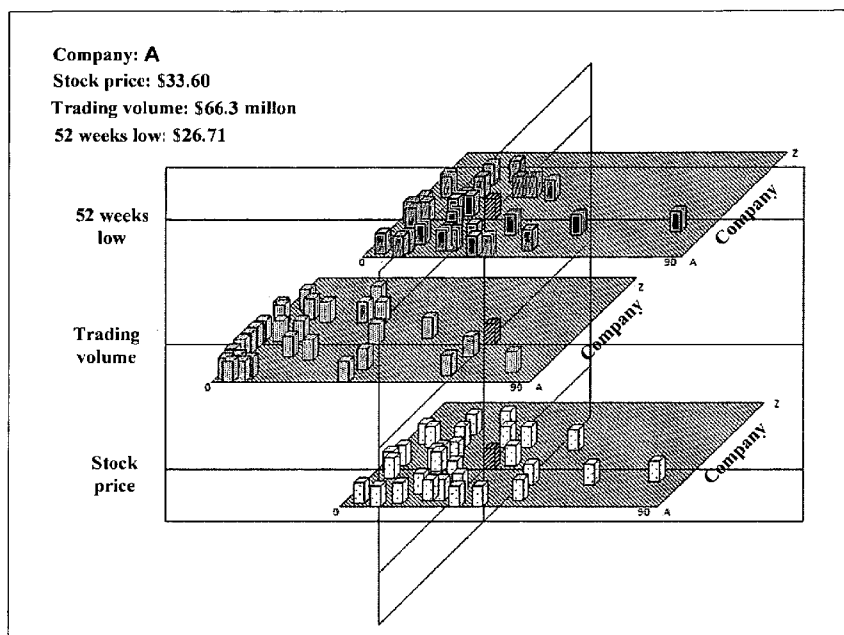 Company: A
Stock price: $33.60
Trading volume: $66.3 millon
52 weeks low: $26.71
Z
52 weeks
low
Company
0
90 A
Z
Trading
volume
Company
0
90 A
Z
Stock
price
Company
0
90 A